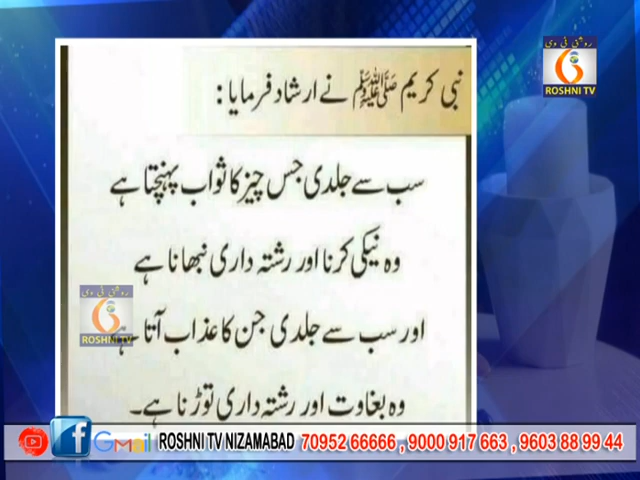 نبی کریم ﷺ نے ارشاد فرمایا:
سب سے جلدی جس چیز کا ثواب پہنچتا ہے
وہ نیکی کرنا اور رشتہ داری نبھانا ہے
اور سب سے جلدی جن کا عذاب آتا ہے
وہ بغاوت اور رشتہ داری توڑنا ہے۔
روشنی ٹی وی
ROSHNI TV
روشنی ٹی وی
ROSHNI TV
f Gmail ROSHNI TV NIZAMABAD 70952 66666 , 9000 917 663 , 9603 88 99 44